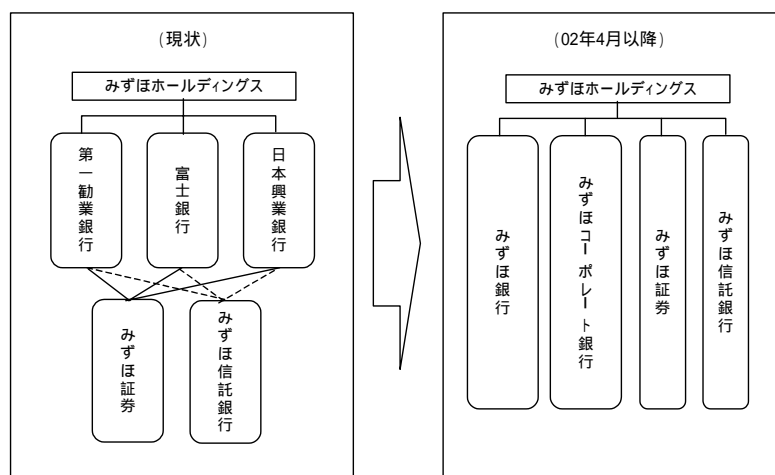 (現状)
みずほホールディングス
第一勧業銀行
富士銀行
日本興業銀行
みずほ証券
みずほ信託銀行
(02年4月以降)
みずほホールディングス
みずほ銀行
みずほコーポレート銀行
みずほ証券
みずほ信託銀行